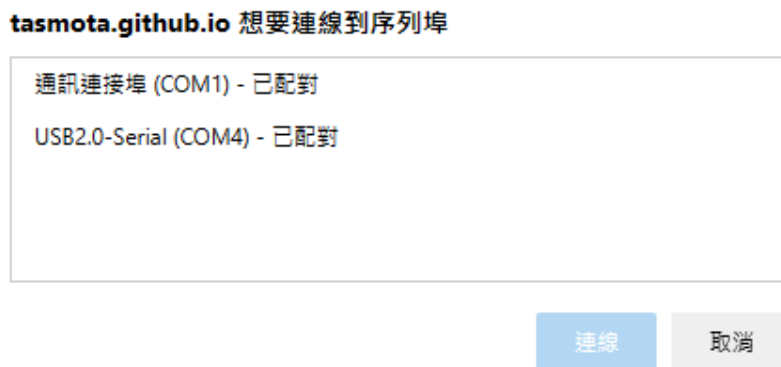 tasmota.github.io 想要連線到序列埠
通訊連接埠 (COM1) - 已配對
USB2.0-Serial (COM4) - 已配對
連線
取消